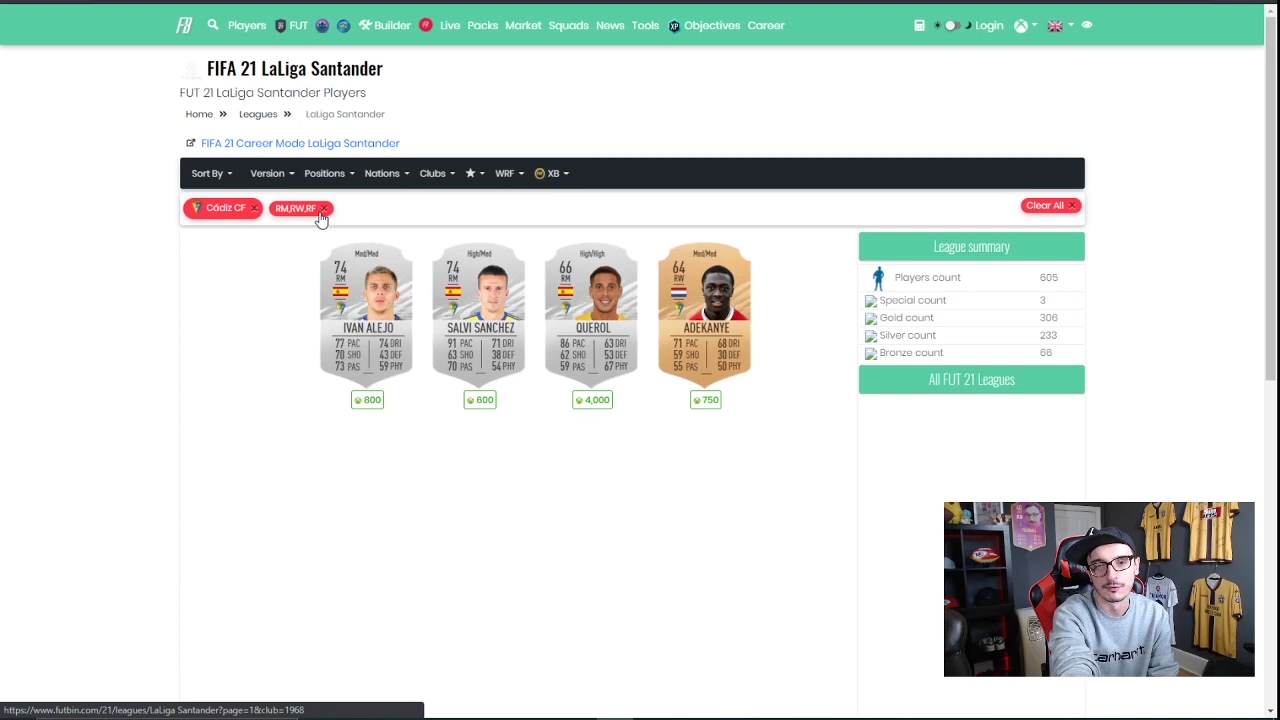 FB Players FUT Builder Live Packs Market Squads News Tools XP Objectives Career Login
FIFA 21 LaLiga Santander
FUT 21 LaLiga Santander Players
Home » Leagues » LaLiga Santander
FIFA 21 Career Mode LaLiga Santander
Sort By Version Positions Nations Clubs WRF XB
Cádiz CF × RM,RW,RF × Clear All ×
Med/Med
74
RM
IVAN ALEJO
77 PAC 74 DRI
70 SHO 43 DEF
73 PAS 59 PHY
800
High/Med
74
RM
SALVI SANCHEZ
91 PAC 71 DRI
63 SHO 38 DEF
70 PAS 54 PHY
600
High/High
66
RM
QUEROL
86 PAC 63 DRI
62 SHO 53 DEF
59 PAS 67 PHY
4,000
Med/Med
64
RW
ADEKANYE
71 PAC 68 DRI
59 SHO 30 DEF
55 PAS 50 PHY
750
League summary
Players count 605
Special count 3
Gold count 306
Silver count 233
Bronze count 66
All FUT 21 Leagues
carhartt
https://www.futbin.com/21/leagues/LaLiga Santander?page=1&club=1968